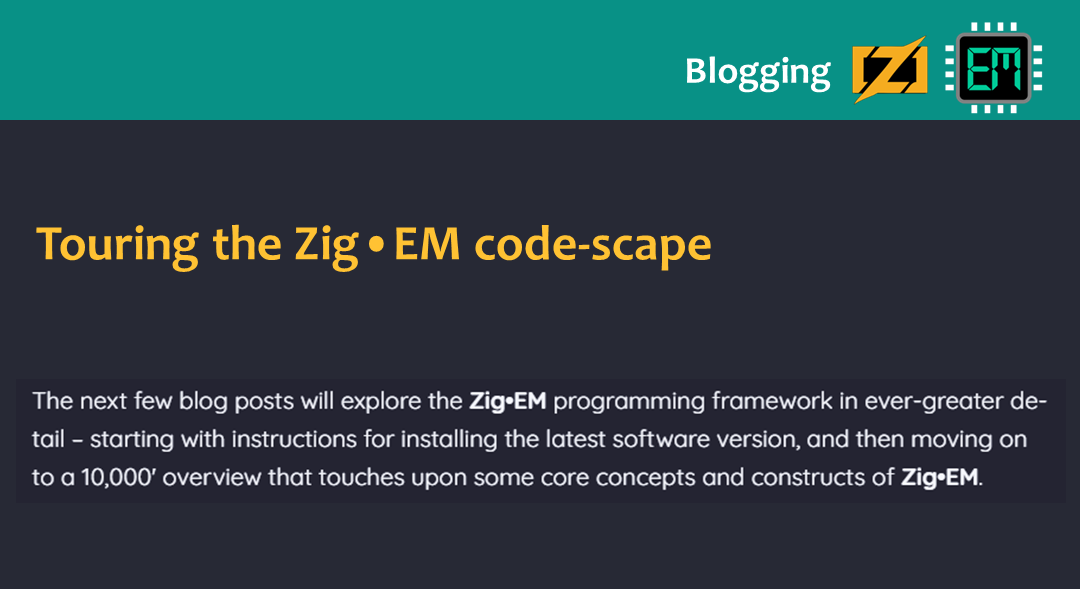 Blogging Z EM
Touring the Zig•EM code-scape
The next few blog posts will explore the Zig•EM programming framework in ever-greater de-
tail – starting with instructions for installing the latest software version, and then moving on
to a 10,000' overview that touches upon some core concepts and constructs of Zig•EM.